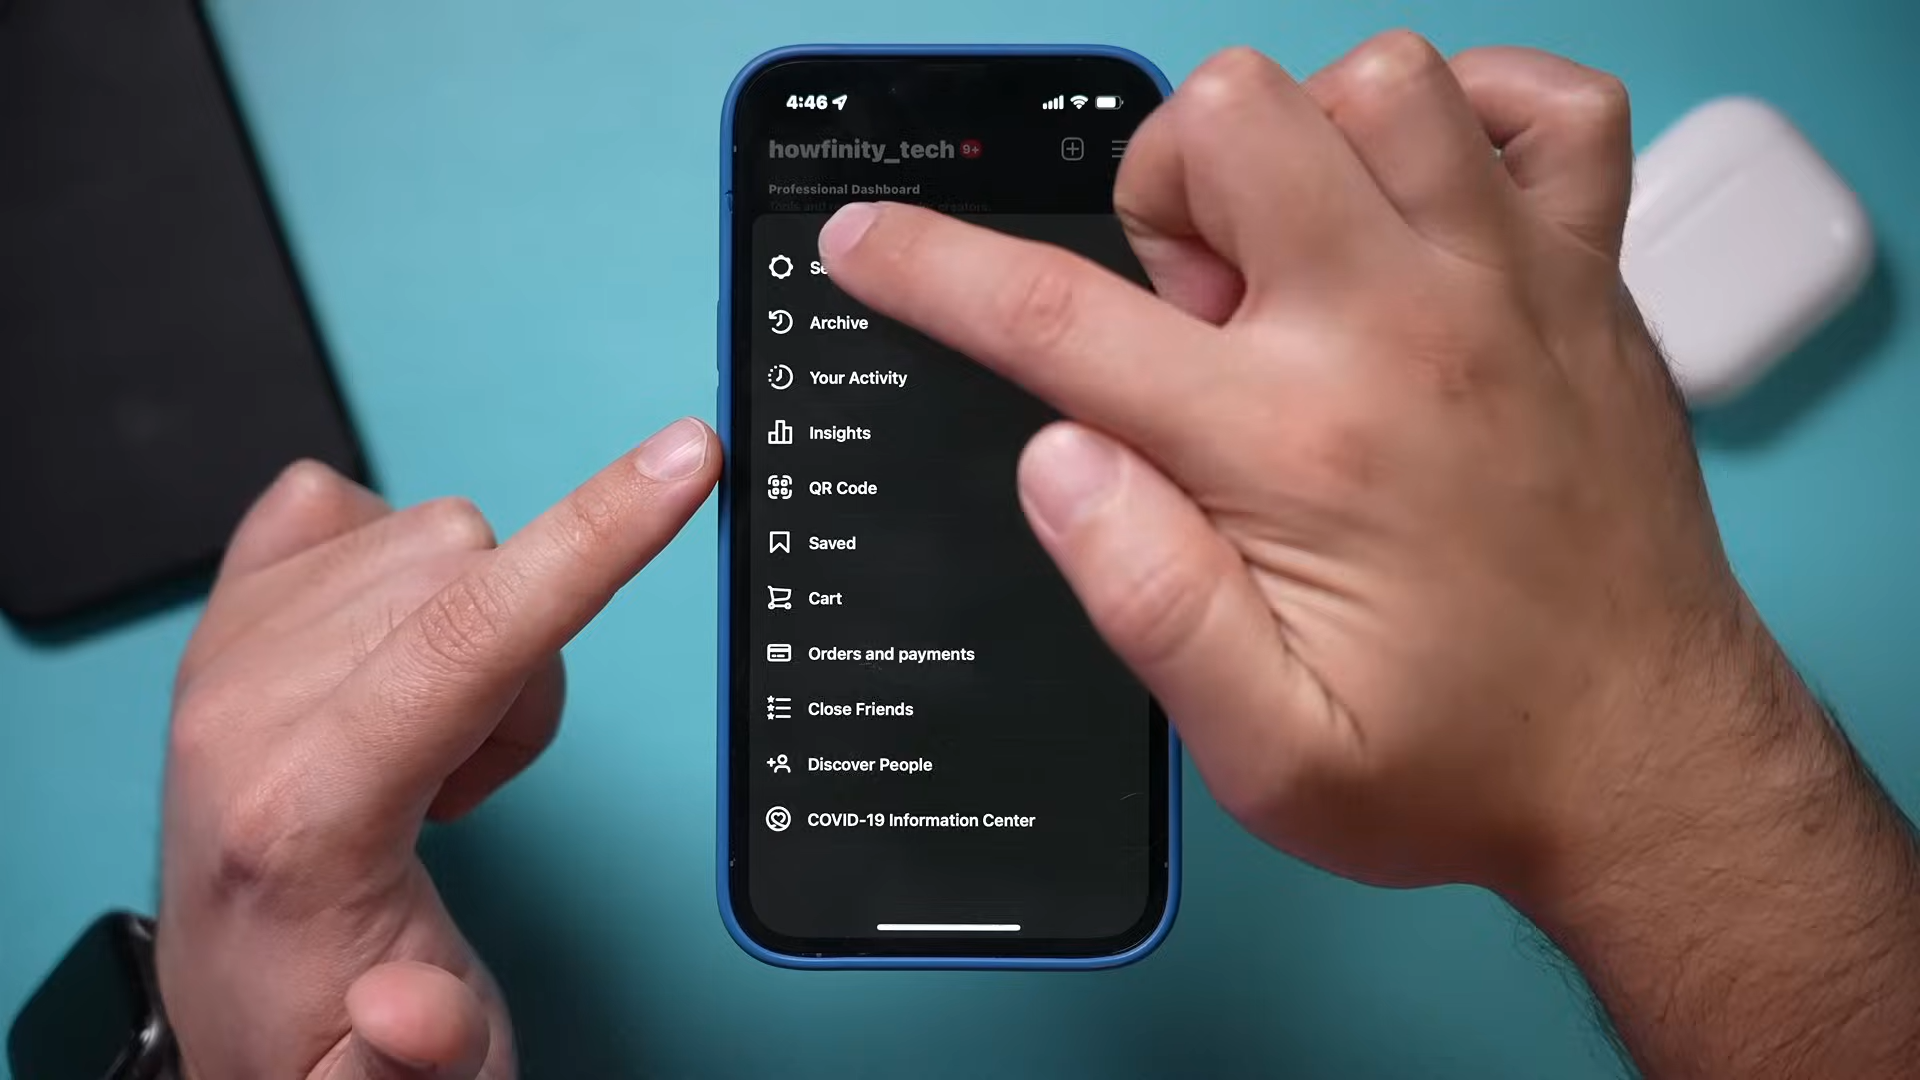 4:46
howfinity_tech 9+
Professional Dashboard
Archive
Your Activity
Insights
QR Code
Saved
Cart
Orders and payments
Close Friends
Discover People
COVID-19 Information Center